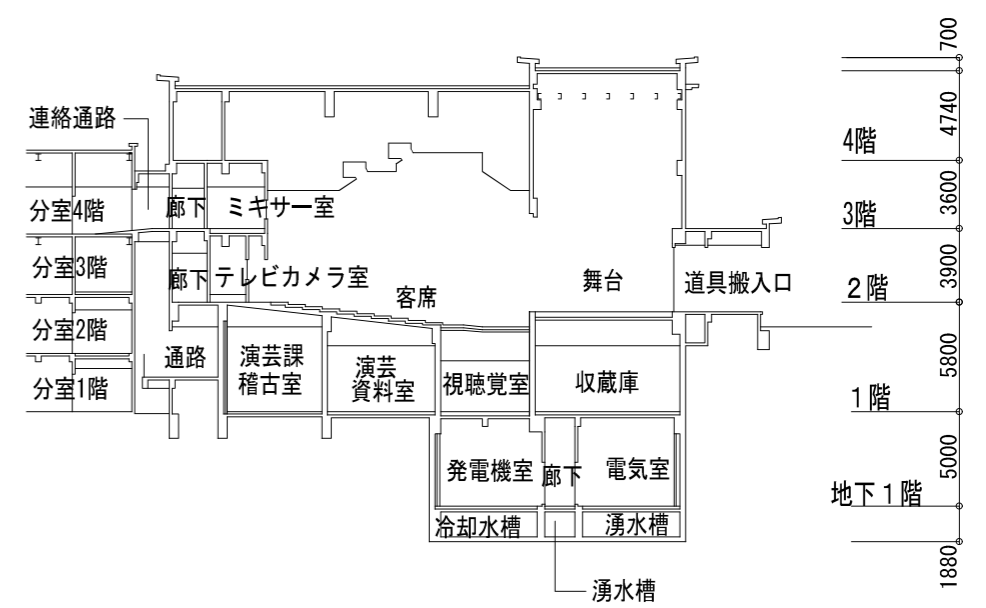 700
連絡通路
4740
4階
分室4階
廊下
ミキサー室
3600
3階
分室3階
廊下
テレビカメラ室
客席
舞台
道具搬入口
3900
2階
分室2階
通路
演芸課
稽古室
演芸
資料室
視聴覚室
収蔵庫
5800
分室1階
1階
発電機室
廊下
電気室
5000
地下1階
冷却水槽
湧水槽
湧水槽
1880